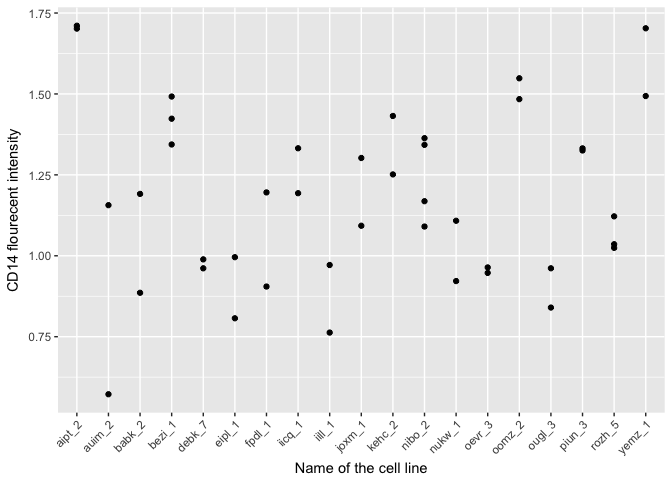 1.75
1.50
1.25
1.00
0.75
CD14 flourecent intensity
aipt_2
auim_2
babk_2
bezi_1
debk_7
eipl_1
fpdl_1
iicq_1
iill_1
joxm_1
kehc_2
nibo_2
nukw_1
oevr_3
oomz_2
ougl_3
piun_3
rozh_5
yemz_1
Name of the cell line